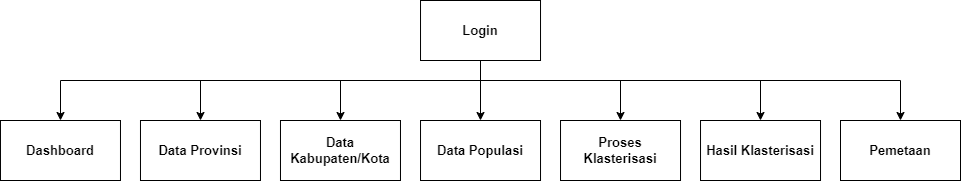 Login
Dashboard
Data Provinsi
Data
Kabupaten/Kota
Data Populasi
Proses
Klasterisasi
Hasil Klasterisasi
Pemetaan